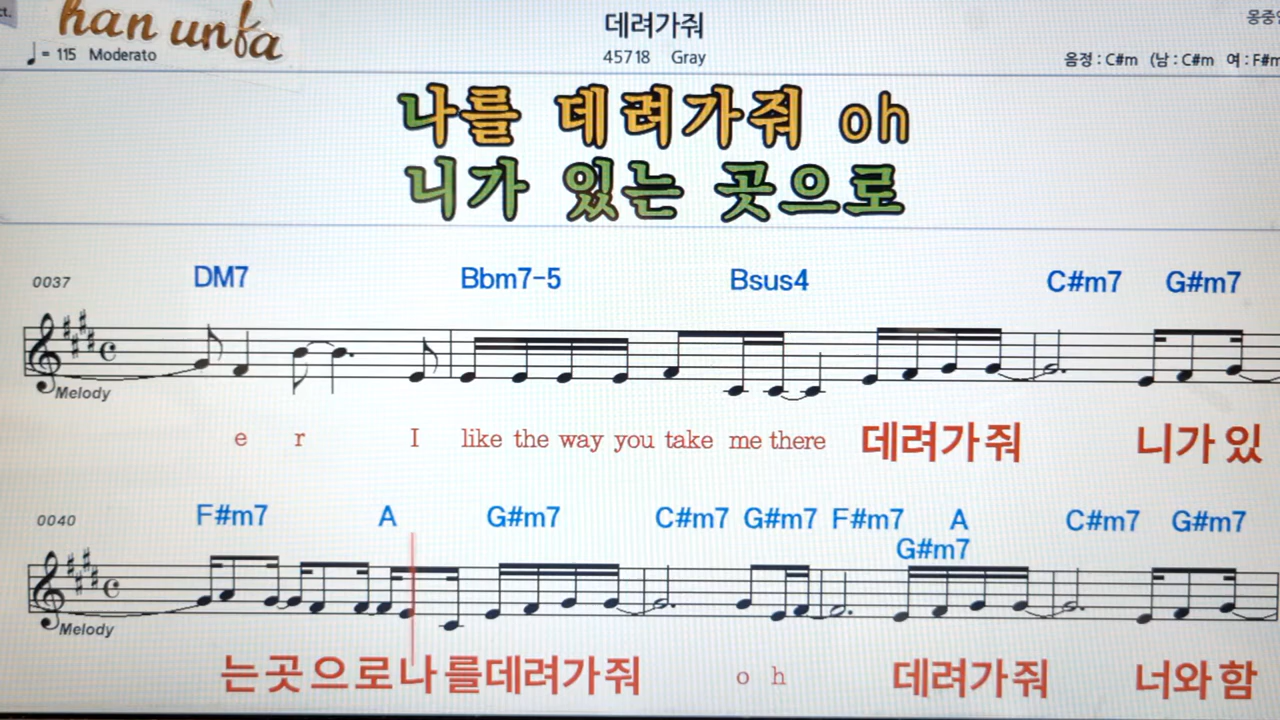 ct.
han unfa
데려가줘
♩= 115 Moderato
45718 Gray
음정 : C#m (남 : C#m 여 : F#m
나를 데려가줘 oh
니가 있는 곳으로
0037 DM7 Bbm7-5 Bsus4 C#m7 G#m7
Melody
e r I like the way you take me there 데려가줘 니가 있
0040 F#m7 A G#m7 C#m7 G#m7 F#m7 A C#m7 G#m7
G#m7
Melody
는곳으로나를데려가줘 o h 데려가줘 너와함